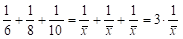 1/6 + 1/8 + 1/10 = 1/x̅ + 1/x̅ + 1/x̅ = 3 · 1/x̅